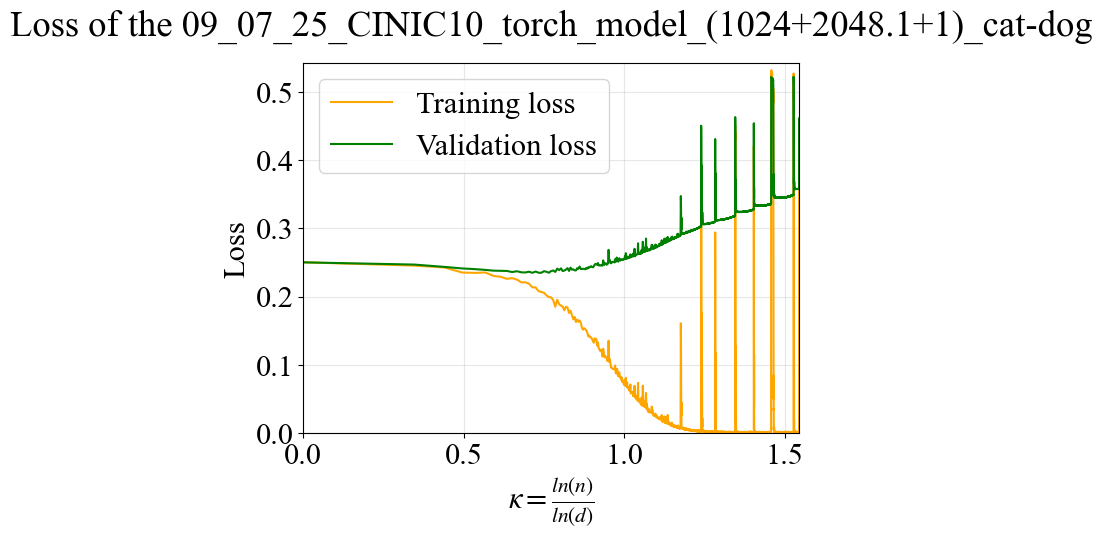 Loss of the 09_07_25_CINIC10_torch_model_(1024+2048.1+1)_cat-dog
Training loss
Validation loss
Loss
0.5
0.4
0.3
0.2
0.1
0.0
0.0 0.5 1.0 1.5
κ = ln(n)/ln(d)